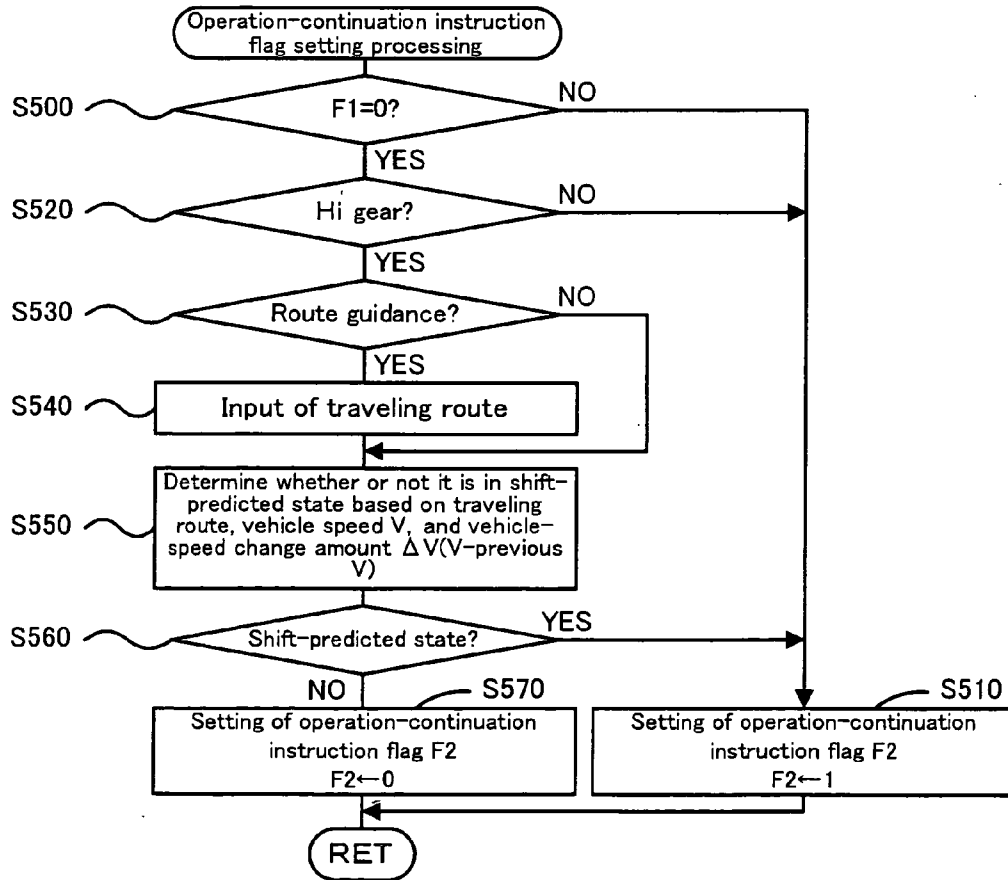 Operation-continuation instruction
flag setting processing
S500
F1=0?
NO
YES
S520
Hi gear?
NO
YES
S530
Route guidance?
NO
YES
S540
Input of traveling route
S550
Determine whether or not it is in shift-
predicted state based on traveling
route, vehicle speed V, and vehicle-
speed change amount ΔV(V-previous
V)
S560
Shift-predicted state?
YES
NO
S570
S510
Setting of operation-continuation
instruction flag F2
F2←0
Setting of operation-continuation
instruction flag F2
F2←1
RET